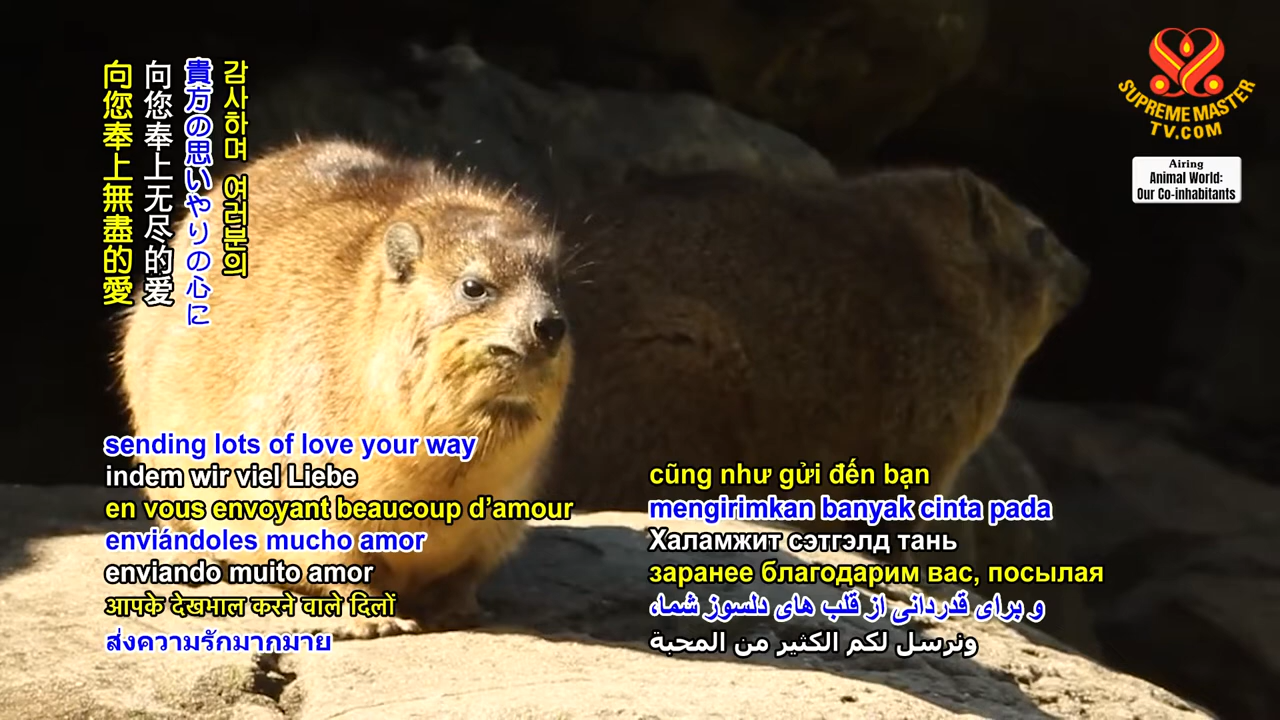 감사하며 여러분의
貴方の思いやりの心に
向您奉上无尽的爱
向您奉上無盡的愛
SUPREME MASTER
TV.COM
Airing
Animal World:
Our Co-inhabitants
sending lots of love your way
indem wir viel Liebe
en vous envoyant beaucoup d’amour
enviándoles mucho amor
enviando muito amor
आपके देखभाल करने वाले दिलों
ส่งความรักมากมาย
cũng như gửi đến bạn
mengirimkan banyak cinta pada
Халамжит сэтгэлд тань
заранее благодарим вас, посылая
و برای قدردانی از قلب های دلسوز شما،
ونرسل لكم الكثير من المحبة